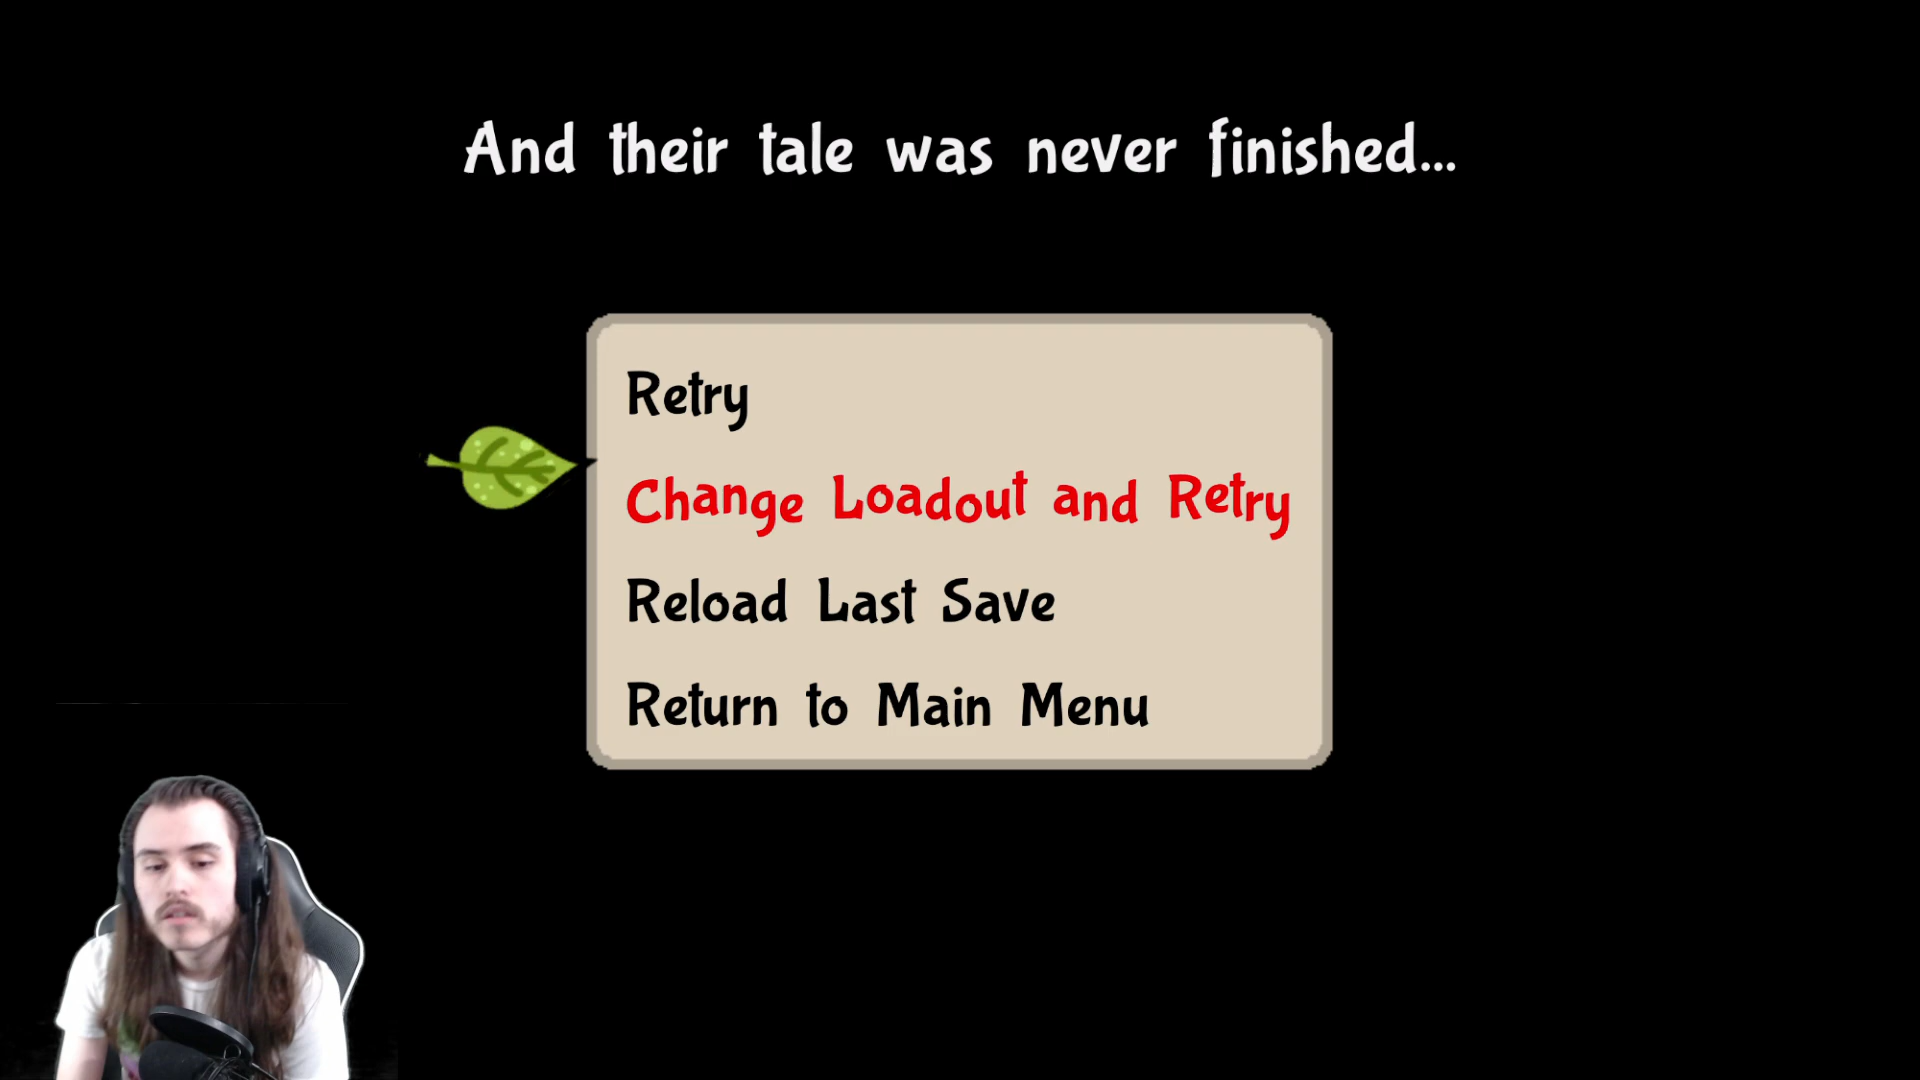 And their tale was never finished...
Retry
Change Loadout and Retry
Reload Last Save
Return to Main Menu